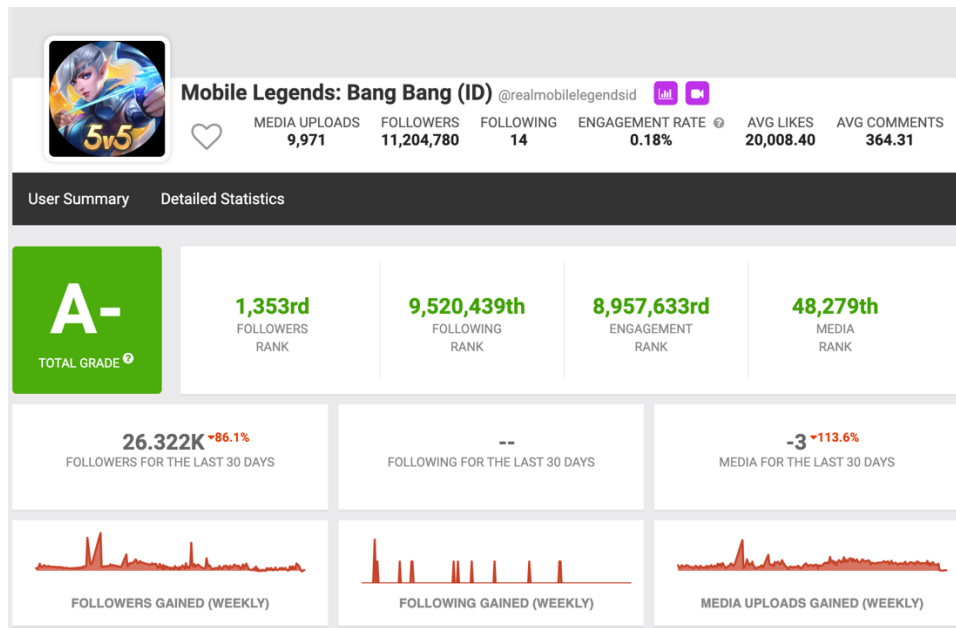 5v5
Mobile Legends: Bang Bang (ID) @realmobilelegendsid
MEDIA UPLOADS FOLLOWERS FOLLOWING ENGAGEMENT RATE ? AVG LIKES AVG COMMENTS
9,971 11,204,780 14 0.18% 20,008.40 364.31
User Summary Detailed Statistics
A-
TOTAL GRADE ?
1,353rd
FOLLOWERS
RANK
9,520,439th
FOLLOWING
RANK
8,957,633rd
ENGAGEMENT
RANK
48,279th
MEDIA
RANK
26.322K 86.1%
FOLLOWERS FOR THE LAST 30 DAYS
--
FOLLOWING FOR THE LAST 30 DAYS
-3 113.6%
MEDIA FOR THE LAST 30 DAYS
FOLLOWERS GAINED (WEEKLY)
FOLLOWING GAINED (WEEKLY)
MEDIA UPLOADS GAINED (WEEKLY)